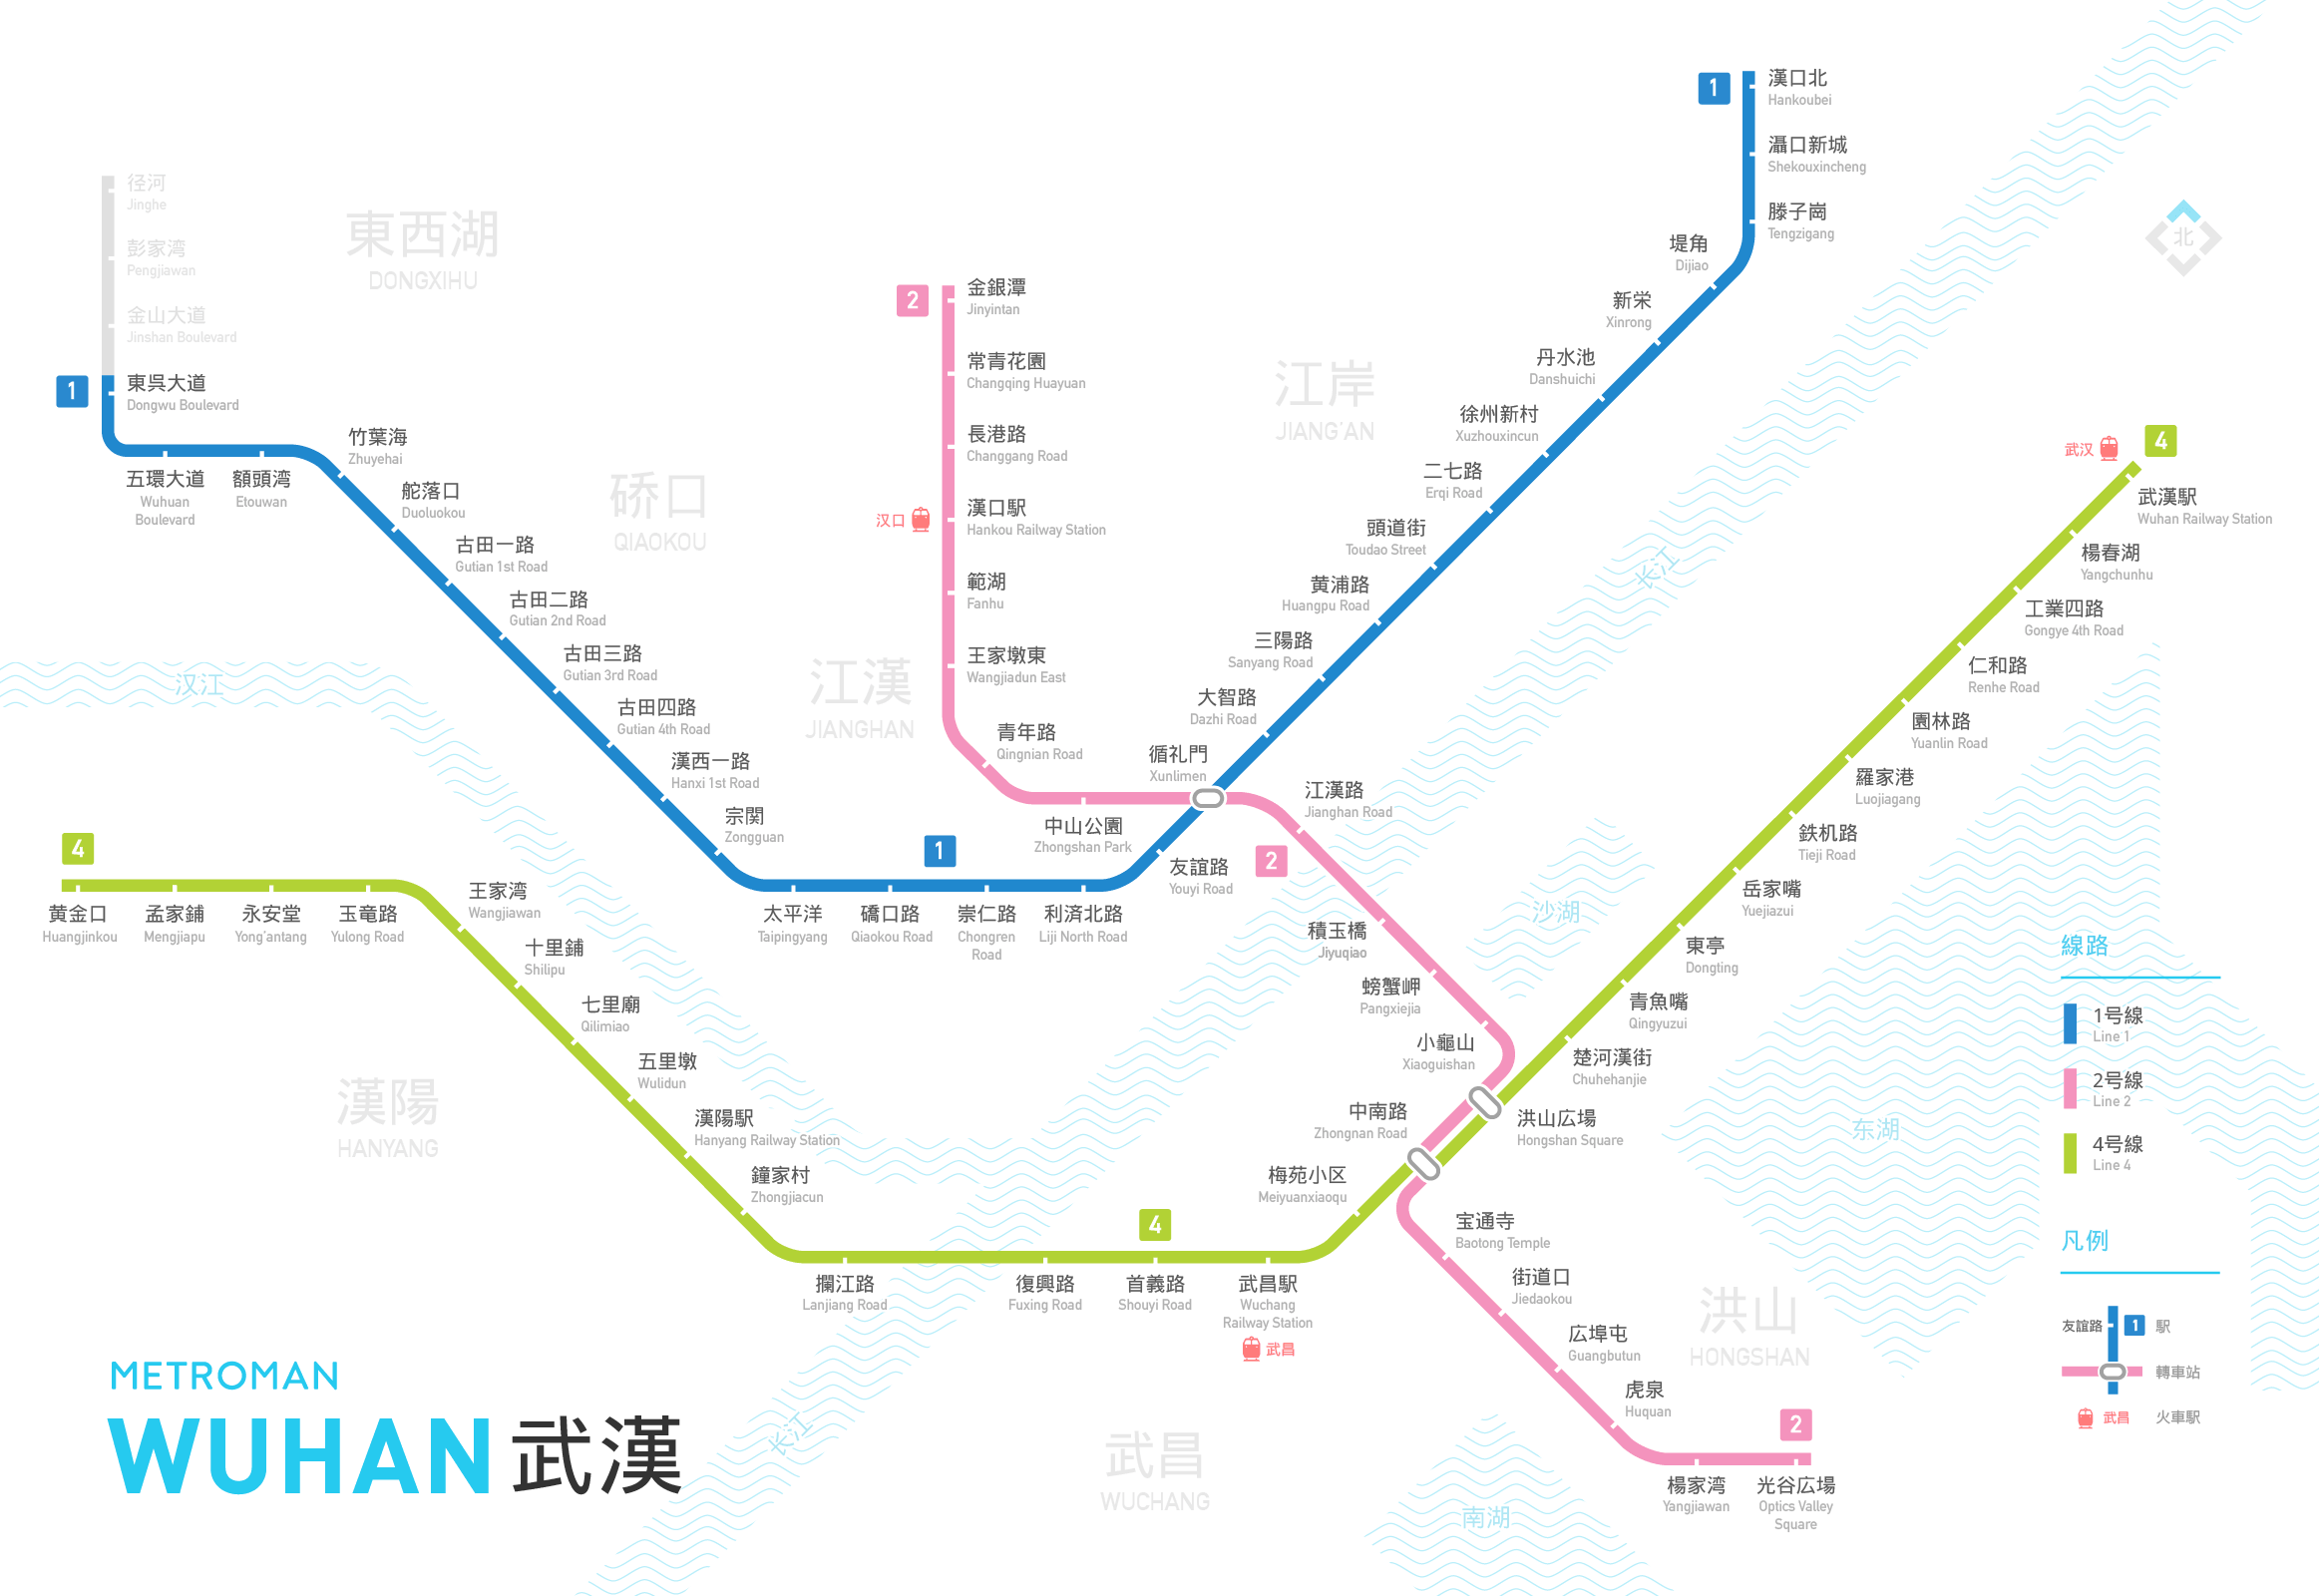 1
漢口北
Hankoubei
灄口新城
Shekouxincheng
滕子崗
Tengzigang
堤角
Dijiao
新栄
Xinrong
丹水池
Danshuichi
徐州新村
Xuzhouxincun
二七路
Erqi Road
頭道街
Toudao Street
黄浦路
Huangpu Road
三陽路
Sanyang Road
大智路
Dazhi Road
循礼門
Xunlimen
友誼路
Youyi Road
径河
Jinghe
彭家湾
Pengjiawan
金山大道
Jinshan Boulevard
1
東呉大道
Dongwu Boulevard
五環大道
Wuhuan
Boulevard
額頭湾
Etouwan
竹葉海
Zhuyehai
舵落口
Duoluokou
古田一路
Gutian 1st Road
古田二路
Gutian 2nd Road
古田三路
Gutian 3rd Road
古田四路
Gutian 4th Road
漢西一路
Hanxi 1st Road
宗関
Zongguan
1
太平洋
Taipingyang
礄口路
Qiaokou Road
崇仁路
Chongren
Road
利済北路
Liji North Road
2
金銀潭
Jinyintan
常青花園
Changqing Huayuan
長港路
Changgang Road
汉口
漢口駅
Hankou Railway Station
範湖
Fanhu
王家墩東
Wangjiadun East
青年路
Qingnian Road
中山公園
Zhongshan Park
江漢路
Jianghan Road
2
積玉橋
Jiyuqiao
螃蟹岬
Pangxiejia
小龜山
Xiaoguishan
洪山広場
Hongshan Square
中南路
Zhongnan Road
宝通寺
Baotong Temple
街道口
Jiedaokou
広埠屯
Guangbutun
虎泉
Huquan
楊家湾
Yangjiawan
2
光谷広場
Optics Valley
Square
4
黄金口
Huangjinkou
孟家鋪
Mengjiapu
永安堂
Yong'antang
玉竜路
Yulong Road
王家湾
Wangjiawan
十里鋪
Shilipu
七里廟
Qilimiao
五里墩
Wulidun
漢陽駅
Hanyang Railway Station
鐘家村
Zhongjiacun
攔江路
Lanjiang Road
復興路
Fuxing Road
4
首義路
Shouyi Road
武昌駅
Wuchang
Railway Station
武昌
梅苑小区
Meiyuanxiaoqu
楚河漢街
Chuhehanjie
青魚嘴
Qingyuzui
東亭
Dongting
岳家嘴
Yuejiazui
鉄机路
Tieji Road
羅家港
Luojiagang
園林路
Yuanlin Road
仁和路
Renhe Road
工業四路
Gongye 4th Road
楊春湖
Yangchunhu
武汉
4
武漢駅
Wuhan Railway Station
東西湖
DONGXIHU
硚口
QIAOKOU
江漢
JIANGHAN
江岸
JIANG'AN
漢陽
HANYANG
武昌
WUCHANG
洪山
HONGSHAN
汉江
长江
长江
沙湖
东湖
南湖
北
線路
1号線
Line 1
2号線
Line 2
4号線
Line 4
凡例
友誼路
1
駅
轉車站
武昌
火車駅
METROMAN
WUHAN 武漢